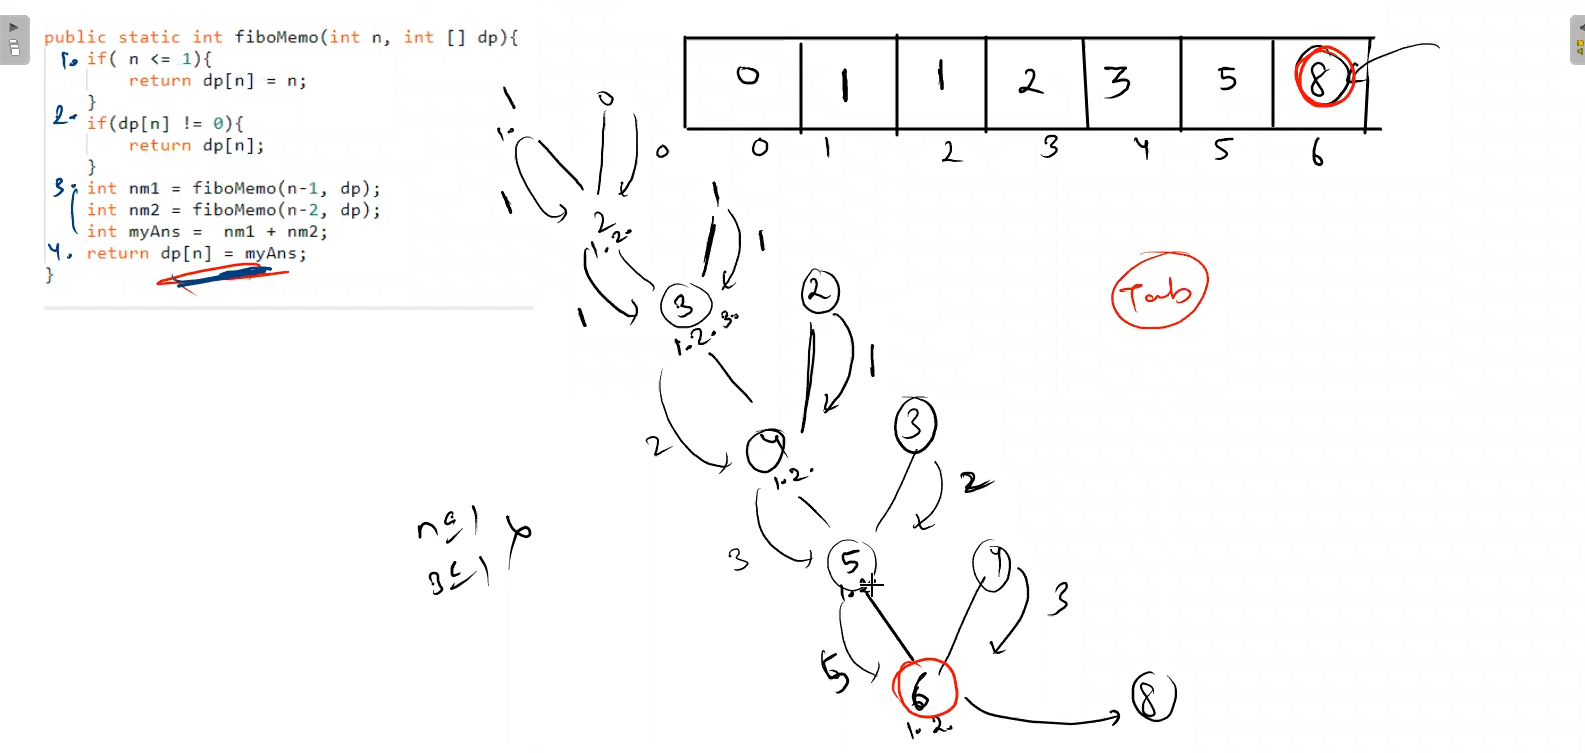 public static int fiboMemo(int n, int [] dp){
1. if( n <= 1){
return dp[n] = n;
}
2. if(dp[n] != 0){
return dp[n];
}
3. int nm1 = fiboMemo(n-1, dp);
int nm2 = fiboMemo(n-2, dp);
int myAns =  nm1 + nm2;
4. return dp[n] = myAns;
}
0 1 1 2 3 5 8
0 0 1 2 3 4 5 6
1 0
1.
1 2
1. 2.
1 1
1 3 2
1. 2. 3.
1
Tab
2 4 3
1. 2.
2
n<=1
3<=1
3 5 4
1. 2.
3
5 6 8
1. 2.